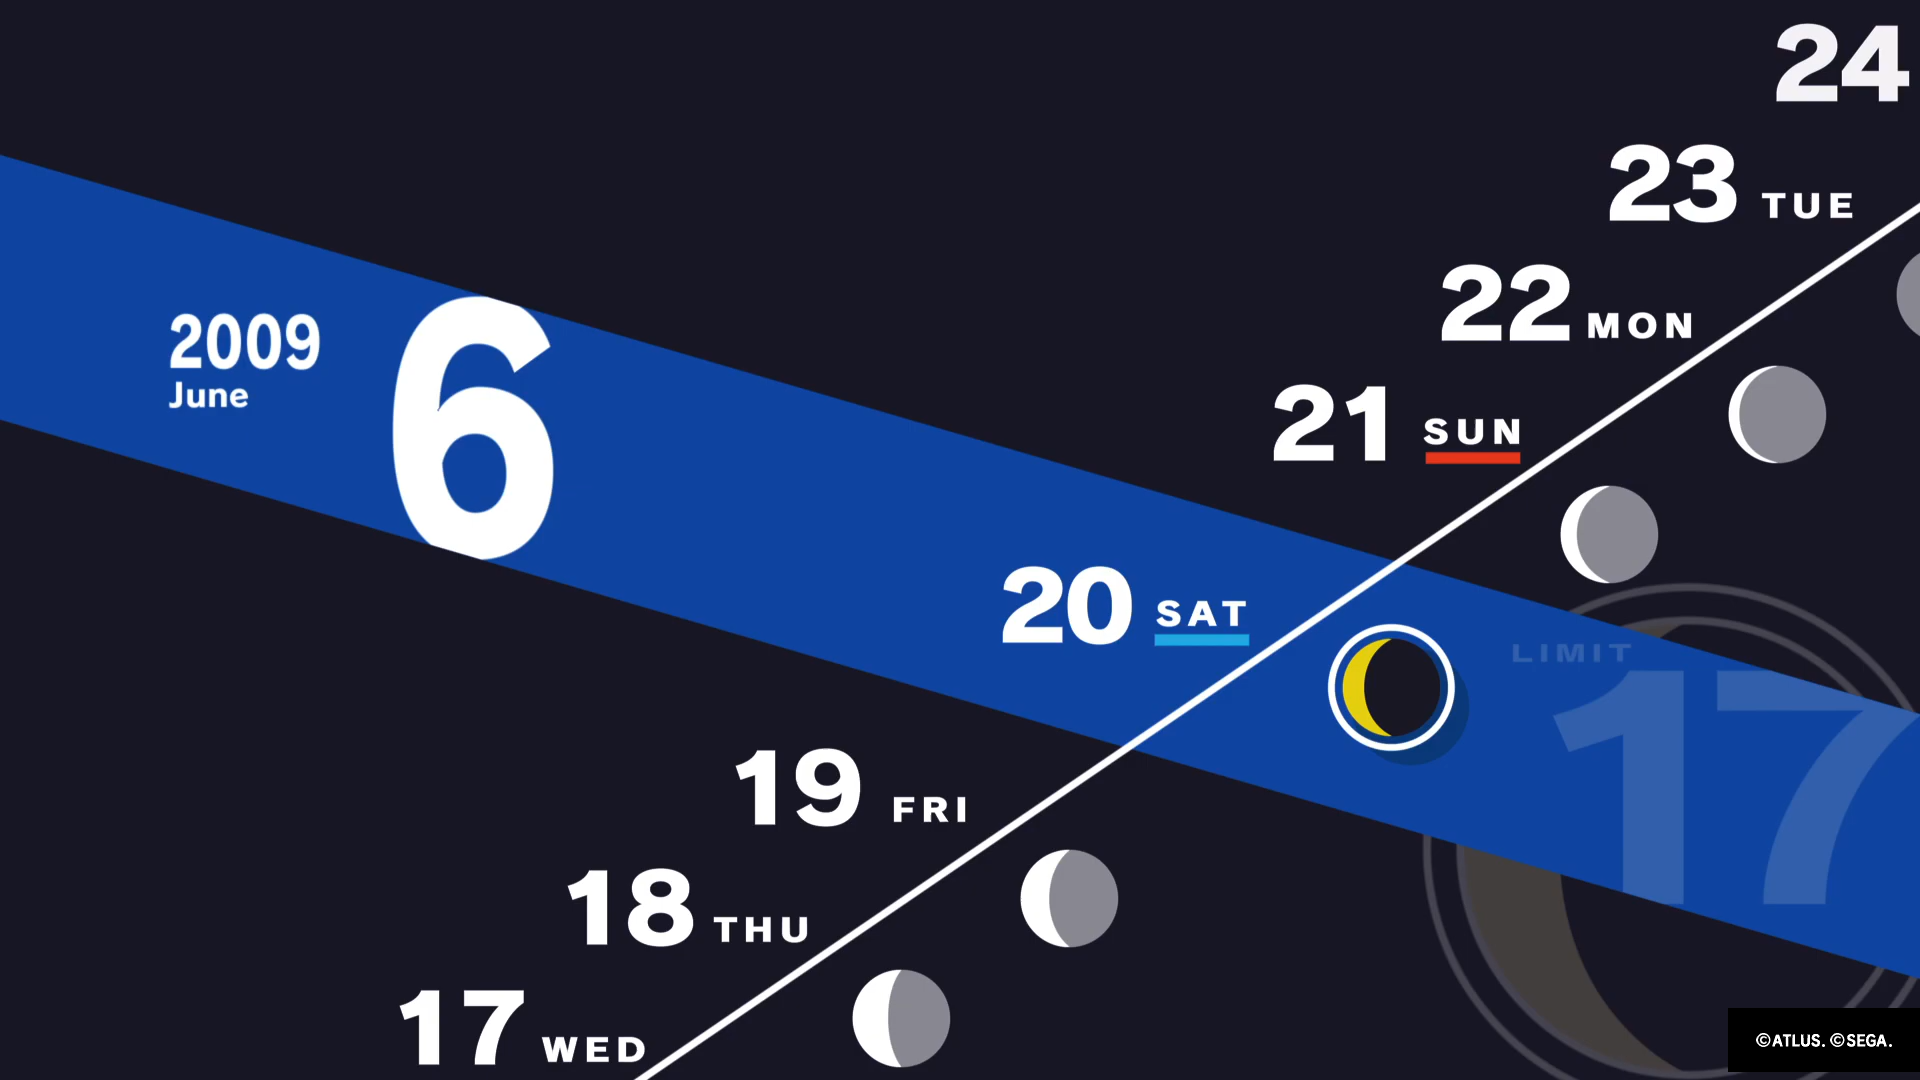 24
23 TUE
22 MON
21 SUN
2009
June
6
20 SAT
LIMIT
17
19 FRI
18 THU
17 WED
©ATLUS. ©SEGA.